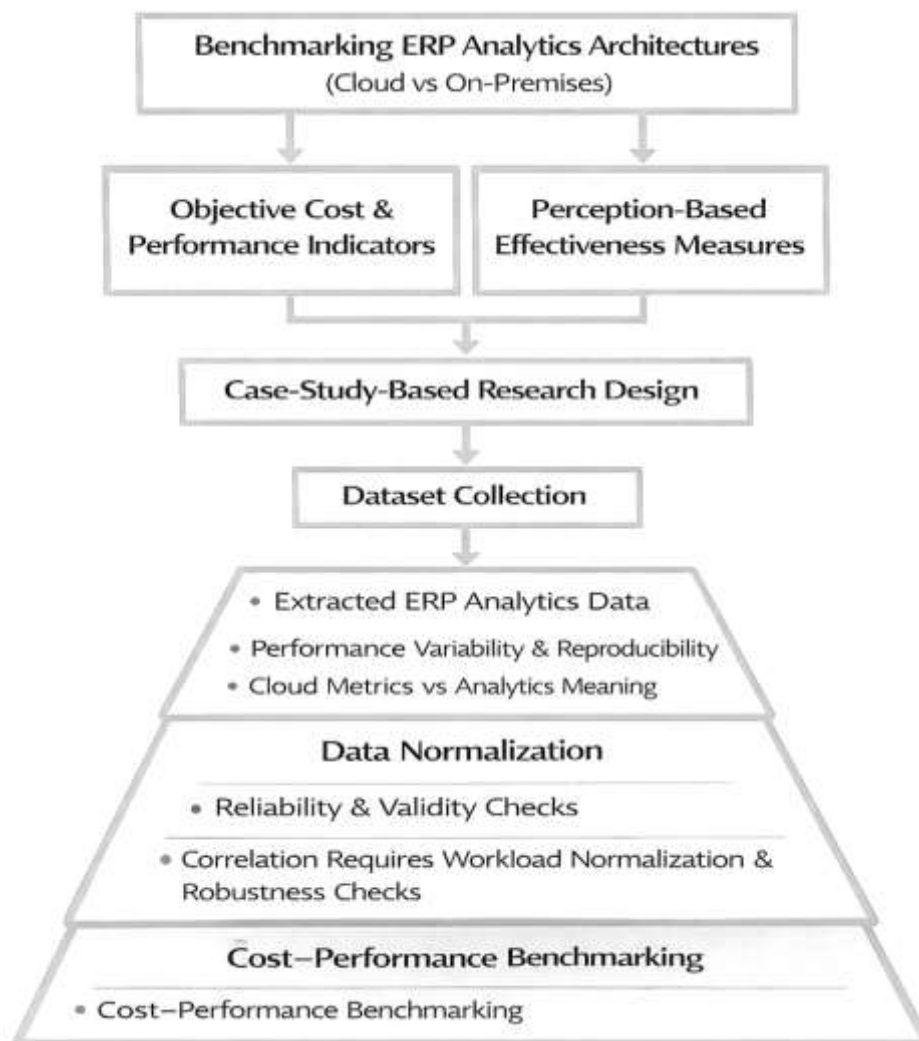 Benchmarking ERP Analytics Architectures
(Cloud vs On-Premises)
Objective Cost &
Performance Indicators
Perception-Based
Effectiveness Measures
Case-Study-Based Research Design
Dataset Collection
• Extracted ERP Analytics Data
• Performance Variability & Reproducibility
• Cloud Metrics vs Analytics Meaning
Data Normalization
• Reliability & Validity Checks
• Correlation Requires Workload Normalization &
Robustness Checks
Cost–Performance Benchmarking
• Cost–Performance Benchmarking